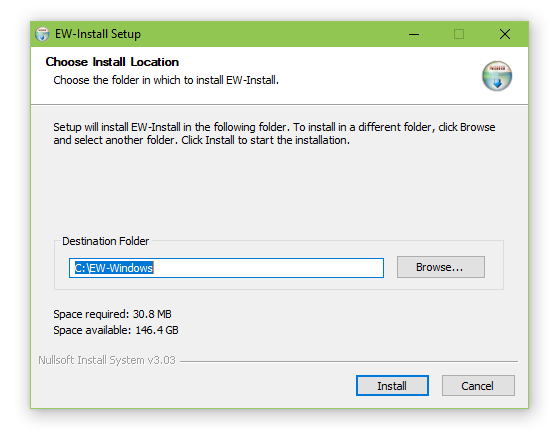 EW-Install Setup
Choose Install Location
Choose the folder in which to install EW-Install.
Setup will install EW-Install in the following folder. To install in a different folder, click Browse
and select another folder. Click Install to start the installation.
Destination Folder
C:\EW-Windows
Browse...
Space required: 30.8 MB
Space available: 146.4 GB
Nullsoft Install System v3.03
Install
Cancel